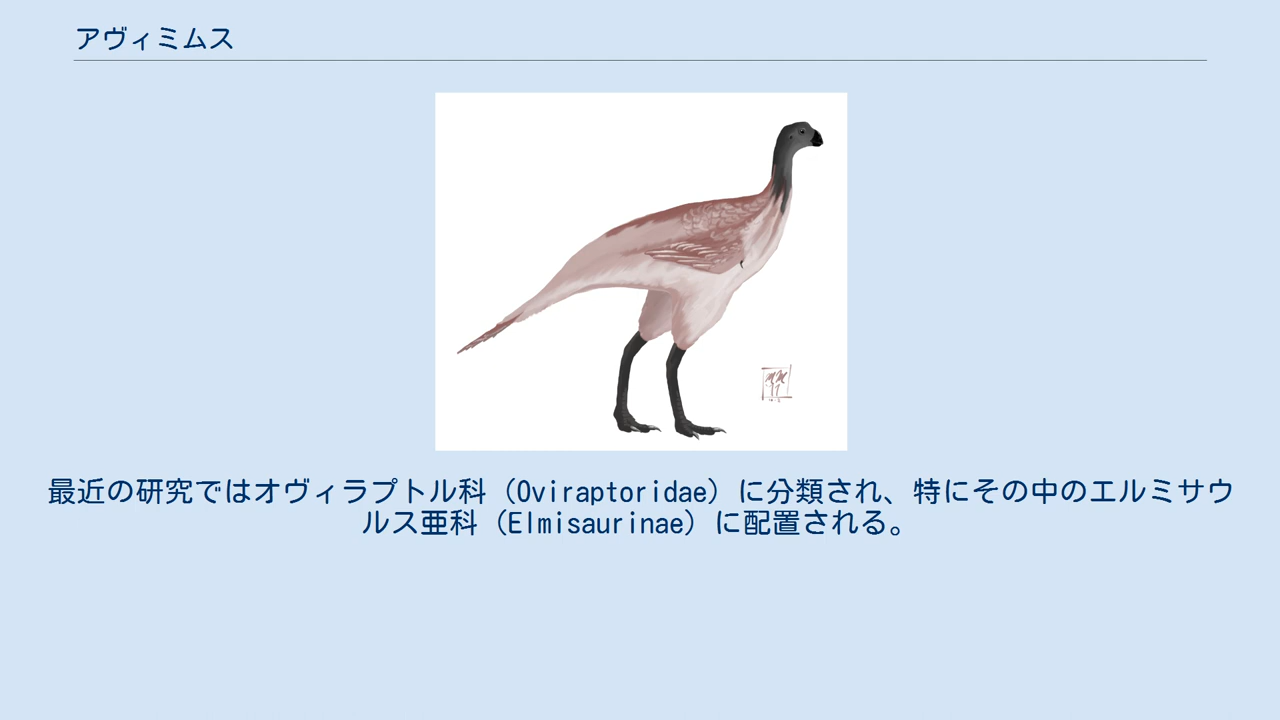 アヴィミムス
最近の研究ではオヴィラプトル科（Oviraptoridae）に分類され、特にその中のエルミサウ
ルス亜科（Elmisaurinae）に配置される。